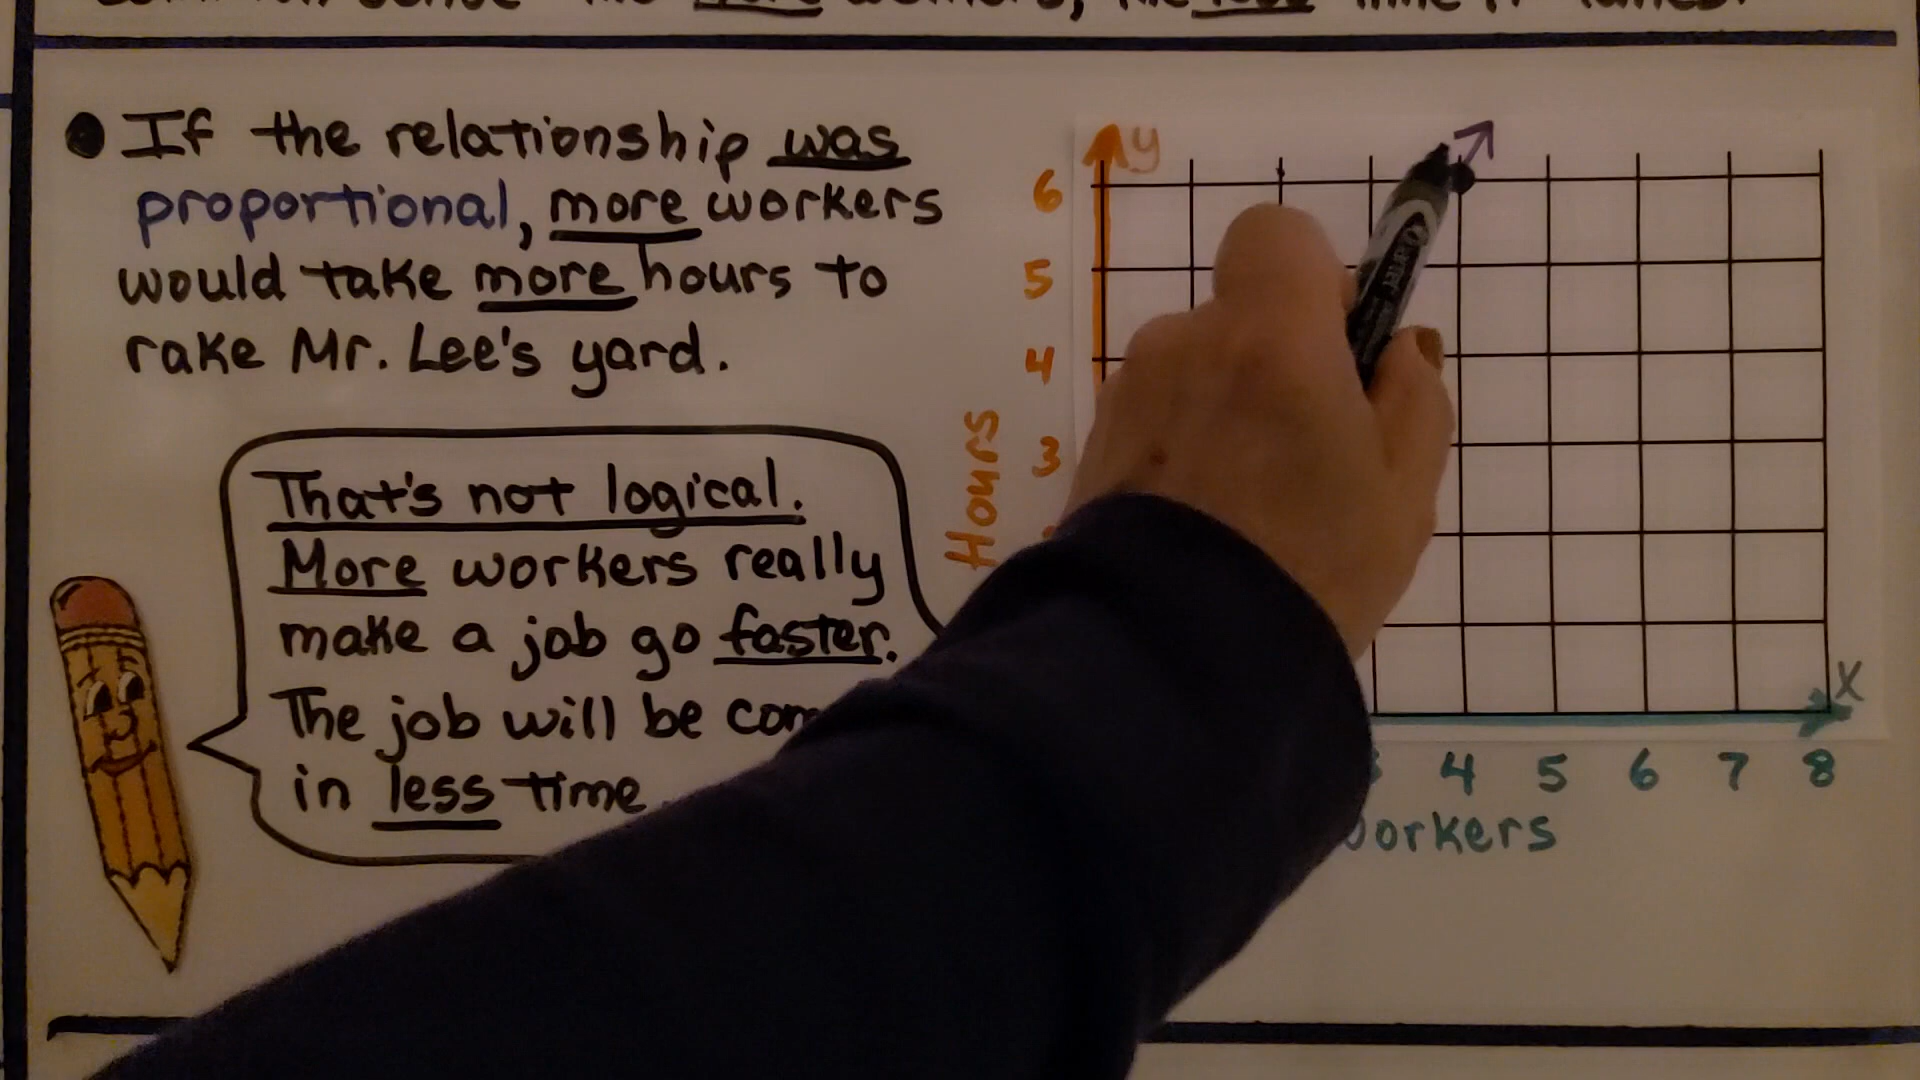 ● If the relationship was
proportional, more workers
would take more hours to
rake Mr. Lee's yard.
That's not logical.
More workers really
make a job go faster.
The job will be
in less time.
y
6
5
4
3
Hours
x
4 5 6 7 8